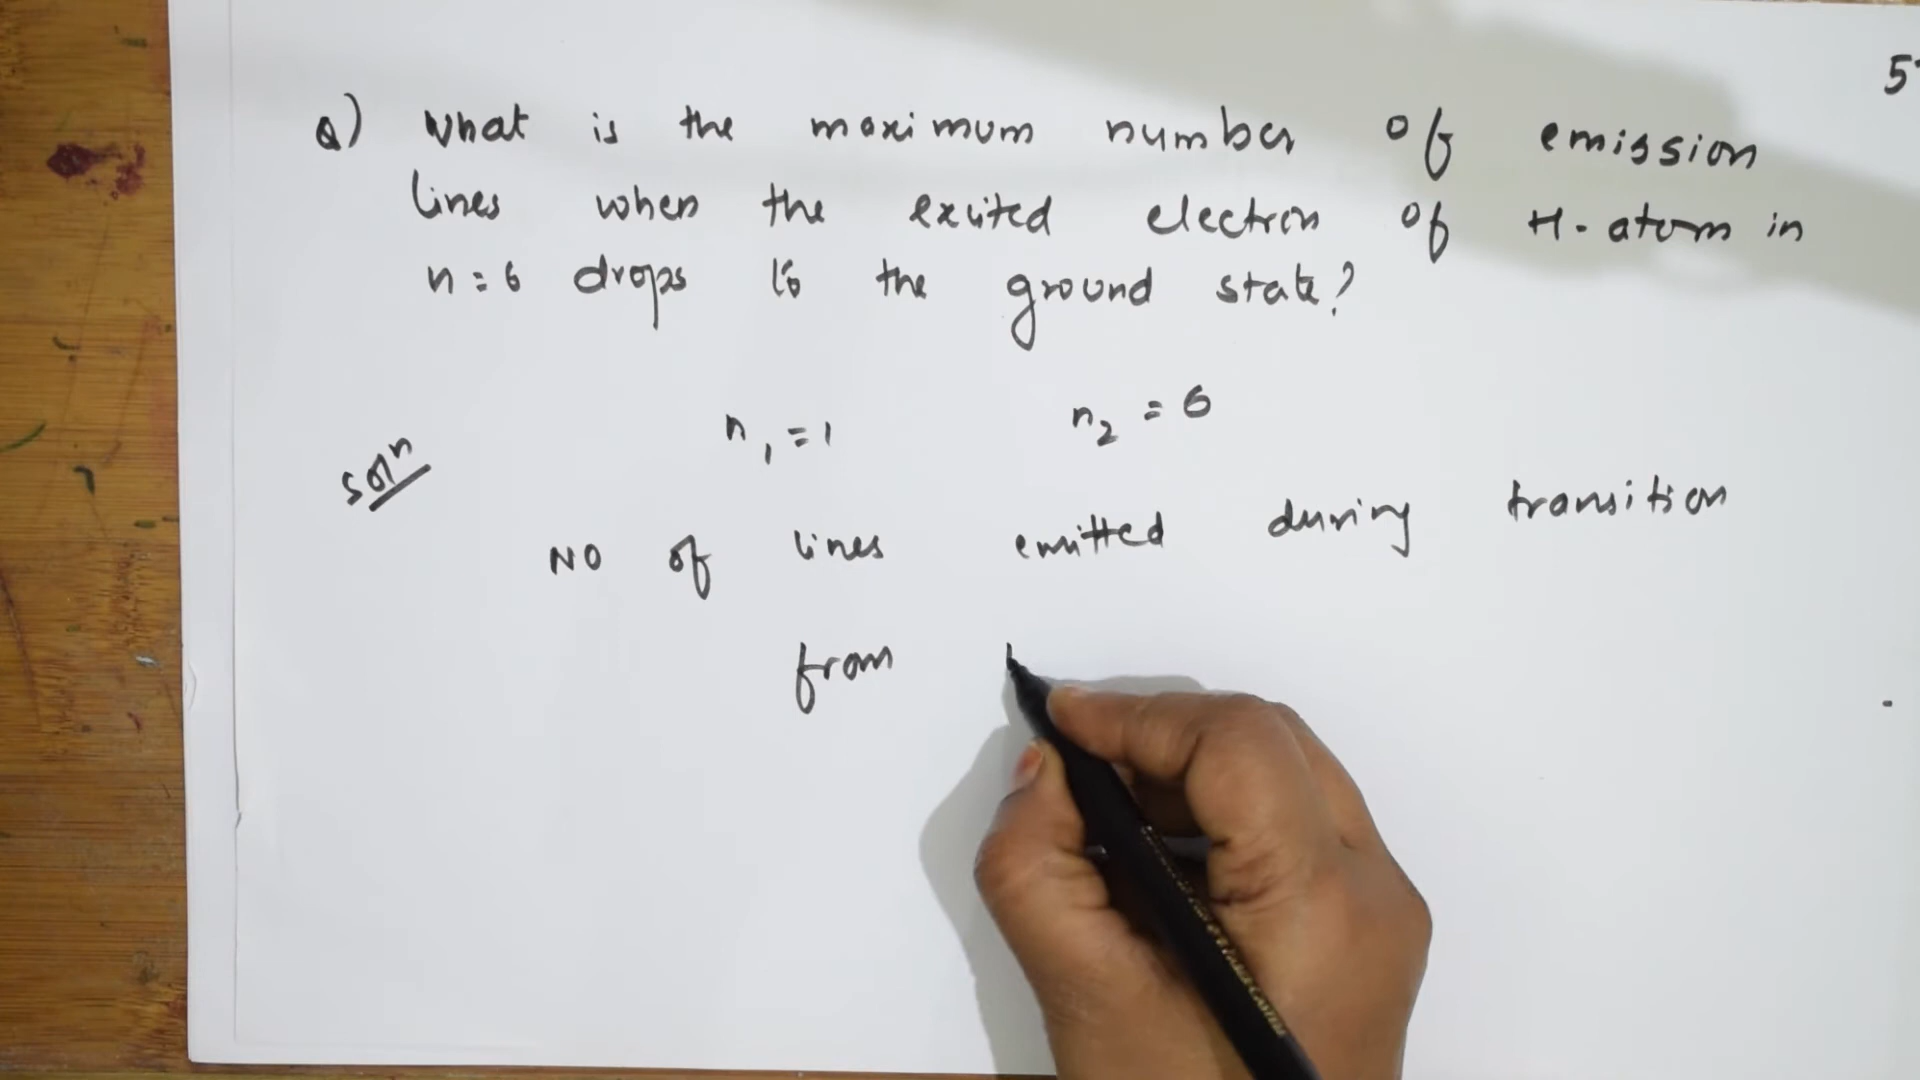 5
Q) What is the maximum number of emission
lines when the exited electron of H-atom in
n=6 drops to the ground state?
n₁ = 1 n₂ = 6
Solⁿ
NO of lines emitted during transition
from